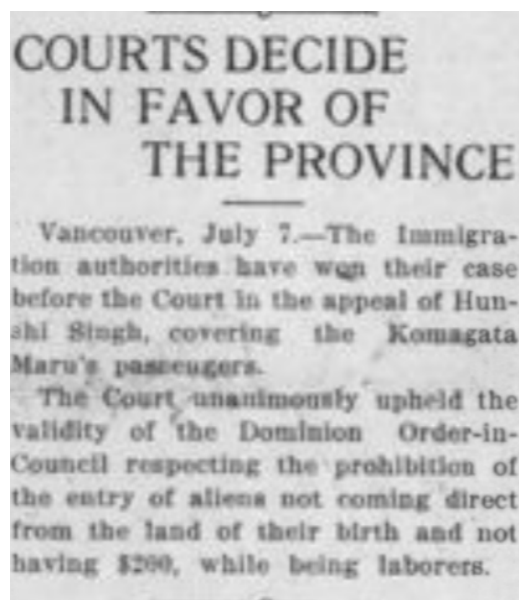 COURTS DECIDE
IN FAVOR OF
THE PROVINCE
Vancouver, July 7.—The Immigra-
tion authorities have won their case
before the Court in the appeal of Hun-
shi Singh, covering the Komagata
Maru's passengers.
The Court unanimously upheld the
validity of the Dominion Order-in-
Council respecting the prohibition of
the entry of aliens not coming direct
from the land of their birth and not
having $200, while being laborers.